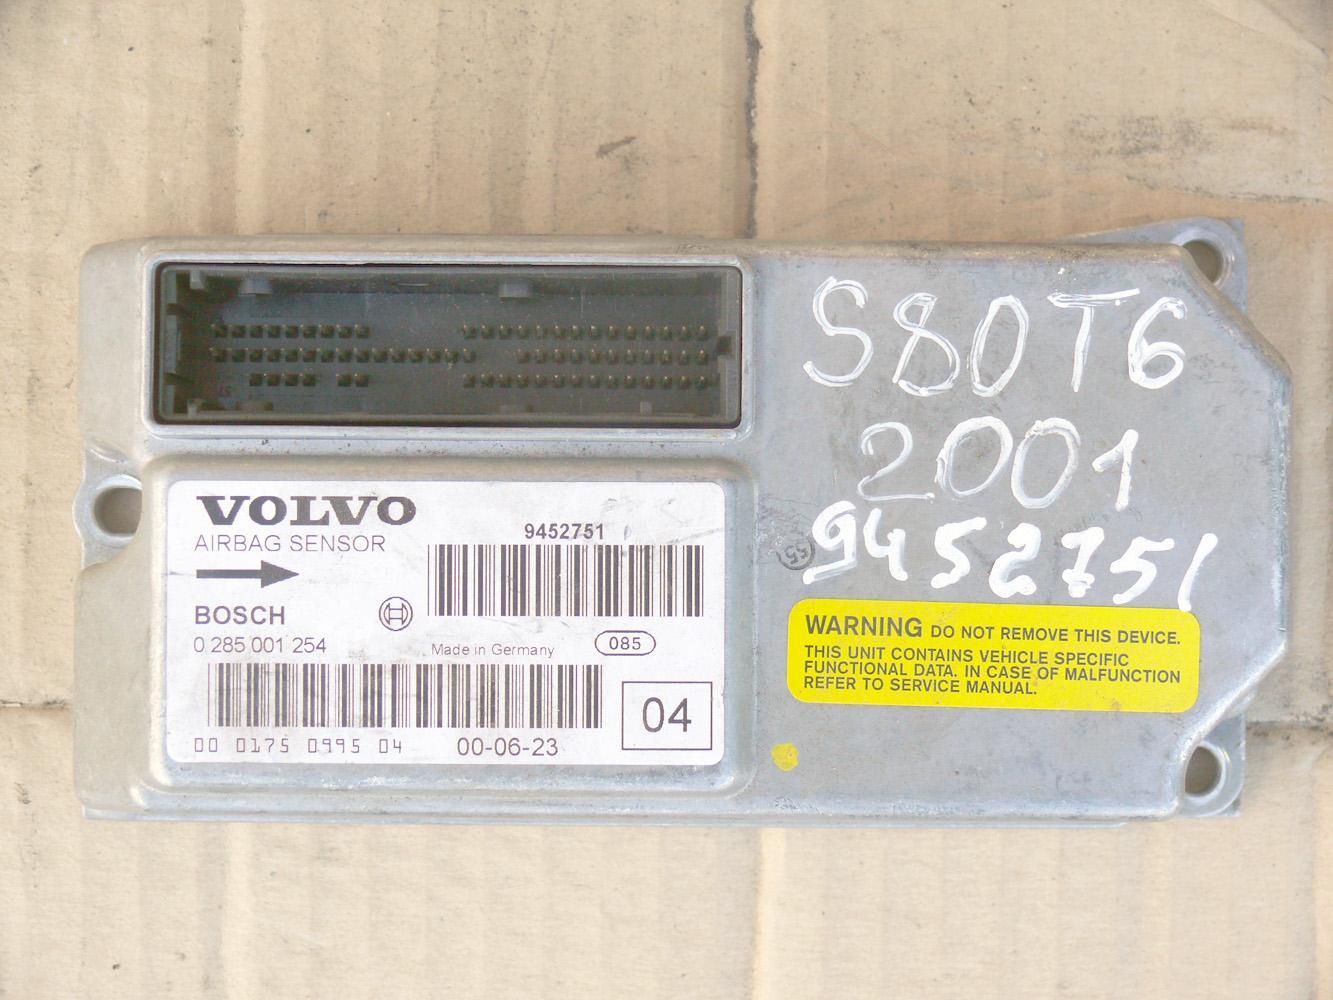 S80T6
2001
9452751
VOLVO
AIRBAG SENSOR
9452751
BOSCH
0 285 001 254
Made in Germany
085
04
00 0175 0995 04
00-06-23
55
WARNING DO NOT REMOVE THIS DEVICE.
THIS UNIT CONTAINS VEHICLE SPECIFIC
FUNCTIONAL DATA. IN CASE OF MALFUNCTION
REFER TO SERVICE MANUAL.